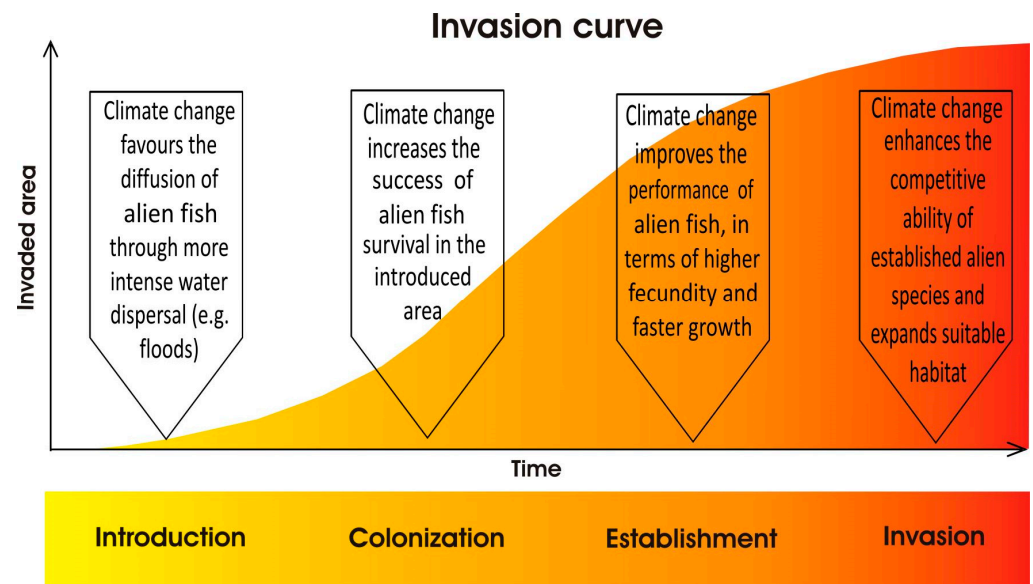 Invasion curve
Invaded area
Climate change
favours the
diffusion of
alien fish
through more
intense water
dispersal (e.g.
floods)
Climate change
increases the
success of
alien fish
survival in the
introduced
area
Climate change
improves the
performance of
alien fish, in
terms of higher
fecundity and
faster growth
Climate change
enhances the
competitive
ability of
established alien
species and
expands suitable
habitat
Time
Introduction
Colonization
Establishment
Invasion